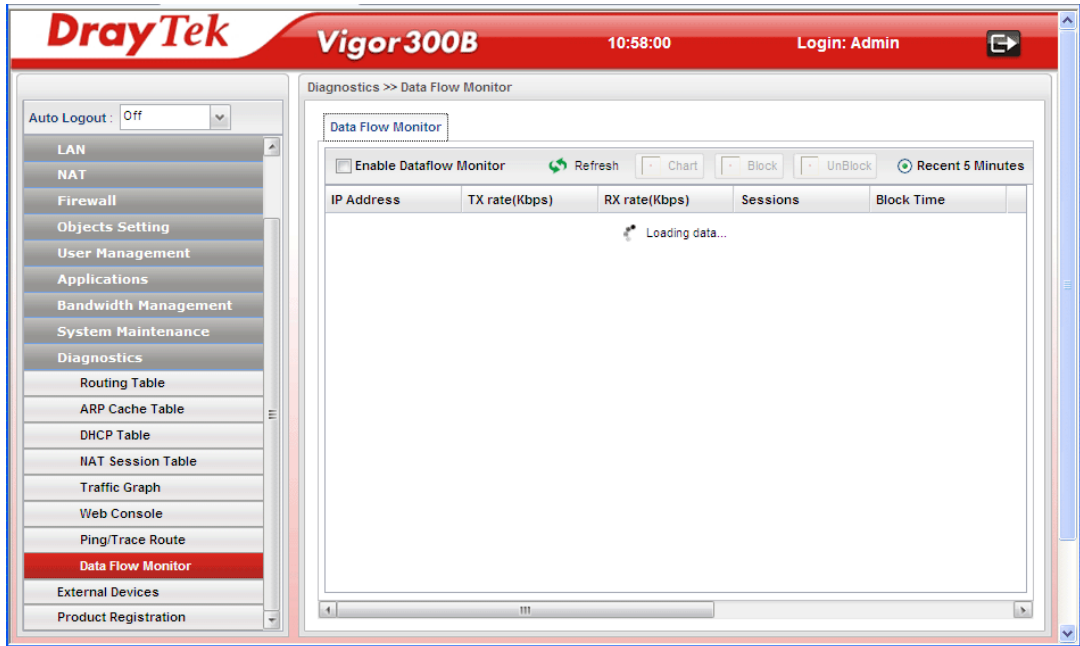 DrayTek Vigor300B 10:58:00 Login: Admin
Auto Logout : Off
LAN
NAT
Firewall
Objects Setting
User Management
Applications
Bandwidth Management
System Maintenance
Diagnostics
Routing Table
ARP Cache Table
DHCP Table
NAT Session Table
Traffic Graph
Web Console
Ping/Trace Route
Data Flow Monitor
External Devices
Product Registration
Diagnostics >> Data Flow Monitor
Data Flow Monitor
Enable Dataflow Monitor Refresh Chart Block UnBlock Recent 5 Minutes
IP Address TX rate(Kbps) RX rate(Kbps) Sessions Block Time
Loading data...